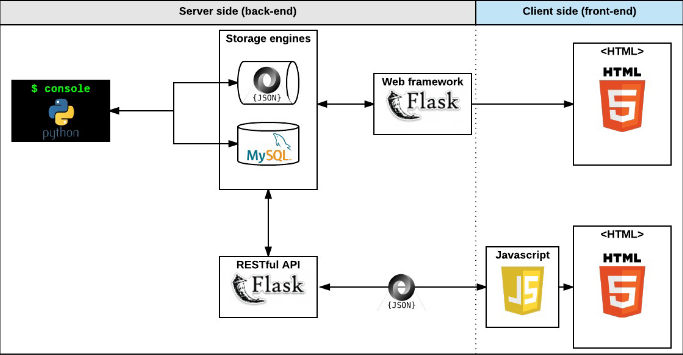 Server side (back-end)
Client side (front-end)
Storage engines
$ console
python
{JSON}
MySQL
Web framework
Flask
<HTML>
HTML
5
RESTful API
Flask
{JSON}
Javascript
JS
<HTML>
HTML
5